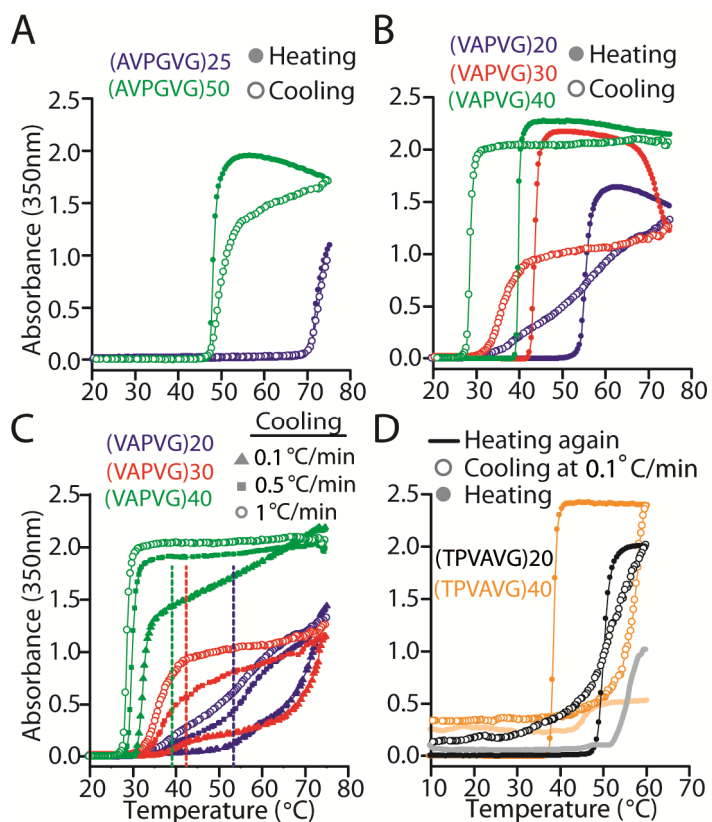 A
(AVPGVG)25
(AVPGVG)50
Heating
Cooling
Absorbance (350nm)
2.5
2.0
1.5
1.0
0.5
0.0
20 30 40 50 60 70 80
B
(VAPVG)20
(VAPVG)30
(VAPVG)40
Heating
Cooling
2.5
2.0
1.5
1.0
0.5
0.0
20 30 40 50 60 70 80
C
(VAPVG)20
(VAPVG)30
(VAPVG)40
Cooling
0.1 °C/min
0.5 °C/min
1°C/min
Absorbance (350nm)
2.5
2.0
1.5
1.0
0.5
0.0
20 30 40 50 60 70 80
Temperature (°C)
D
Heating again
Cooling at 0.1°C/min
Heating
(TPVAVG)20
(TPVAVG)40
2.5
2.0
1.5
1.0
0.5
0.0
10 20 30 40 50 60 70
Temperature (°C)